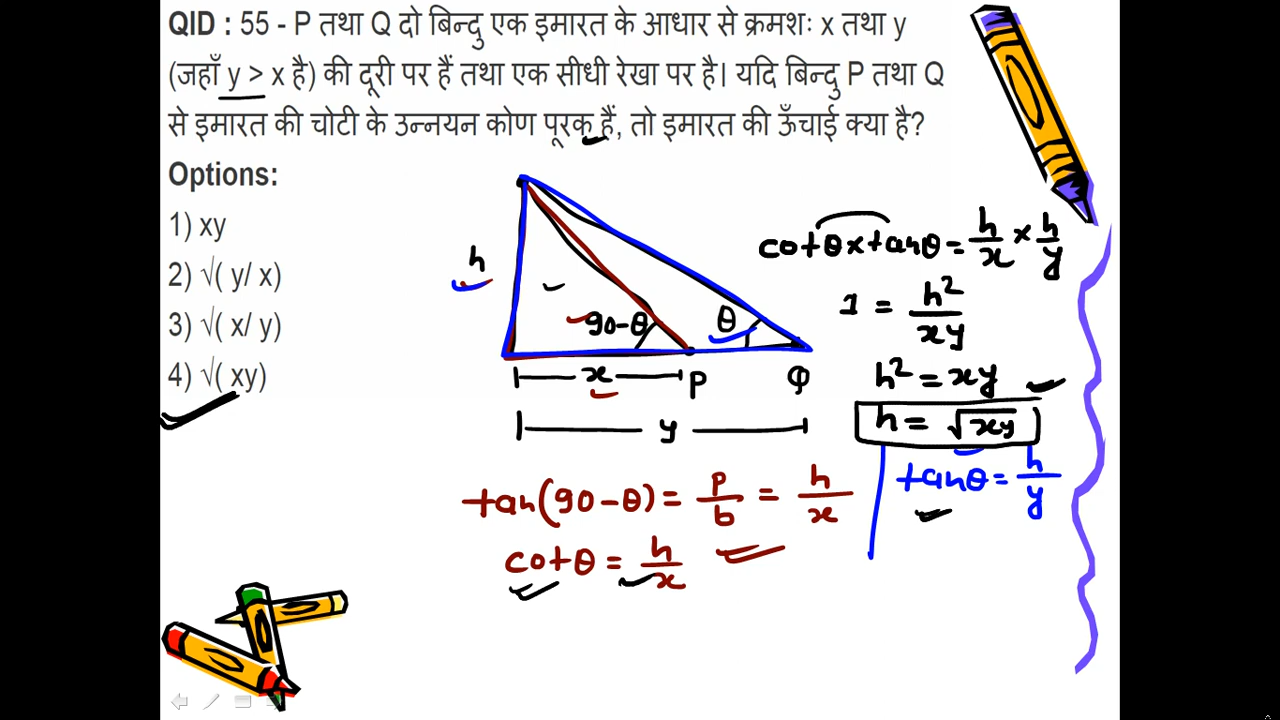 QID : 55 - P तथा Q दो बिन्दु एक इमारत के आधार से क्रमशः x तथा y
(जहाँ y > x है) की दूरी पर हैं तथा एक सीधी रेखा पर है। यदि बिन्दु P तथा Q
से इमारत की चोटी के उन्नयन कोण पूरक हैं, तो इमारत की ऊँचाई क्या है?
Options:
1) xy
2) √( y/ x)
3) √( x/ y)
4) √( xy)
h
90-θ
θ
x
P
Q
y
tan(90-θ) = p/b = h/x
cotθ = h/x
cotθ x tanθ = h/x × h/y
1 = h²/xy
h² = xy
h = √xy
tanθ = h/y